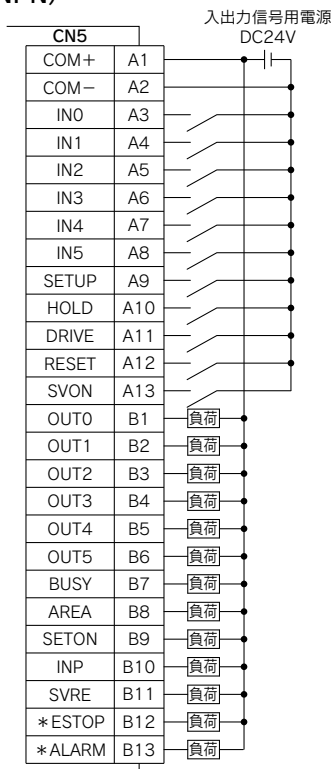 入出力信号用電源
DC24V
CN5
COM+ A1
COM− A2
IN0 A3
IN1 A4
IN2 A5
IN3 A6
IN4 A7
IN5 A8
SETUP A9
HOLD A10
DRIVE A11
RESET A12
SVON A13
OUT0 B1 負荷
OUT1 B2 負荷
OUT2 B3 負荷
OUT3 B4 負荷
OUT4 B5 負荷
OUT5 B6 負荷
BUSY B7 負荷
AREA B8 負荷
SETON B9 負荷
INP B10 負荷
SVRE B11 負荷
＊ESTOP B12 負荷
＊ALARM B13 負荷